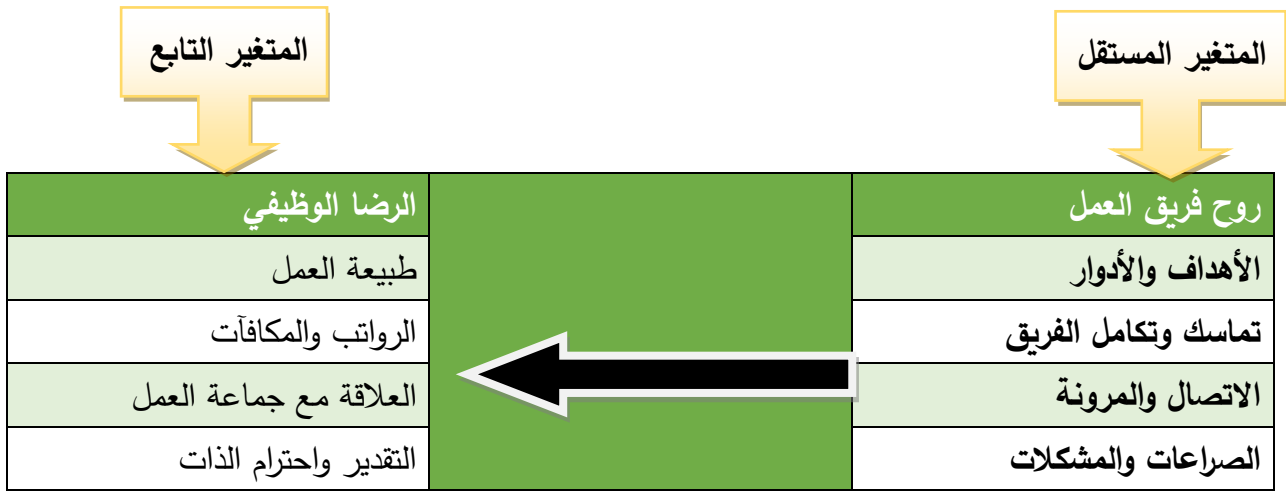 المتغير المستقل
المتغير التابع
روح فريق العمل
الرضا الوظيفي
الأهداف والأدوار
طبيعة العمل
تماسك وتكامل الفريق
الرواتب والمكافآت
الاتصال والمرونة
العلاقة مع جماعة العمل
الصراعات والمشكلات
التقدير واحترام الذات